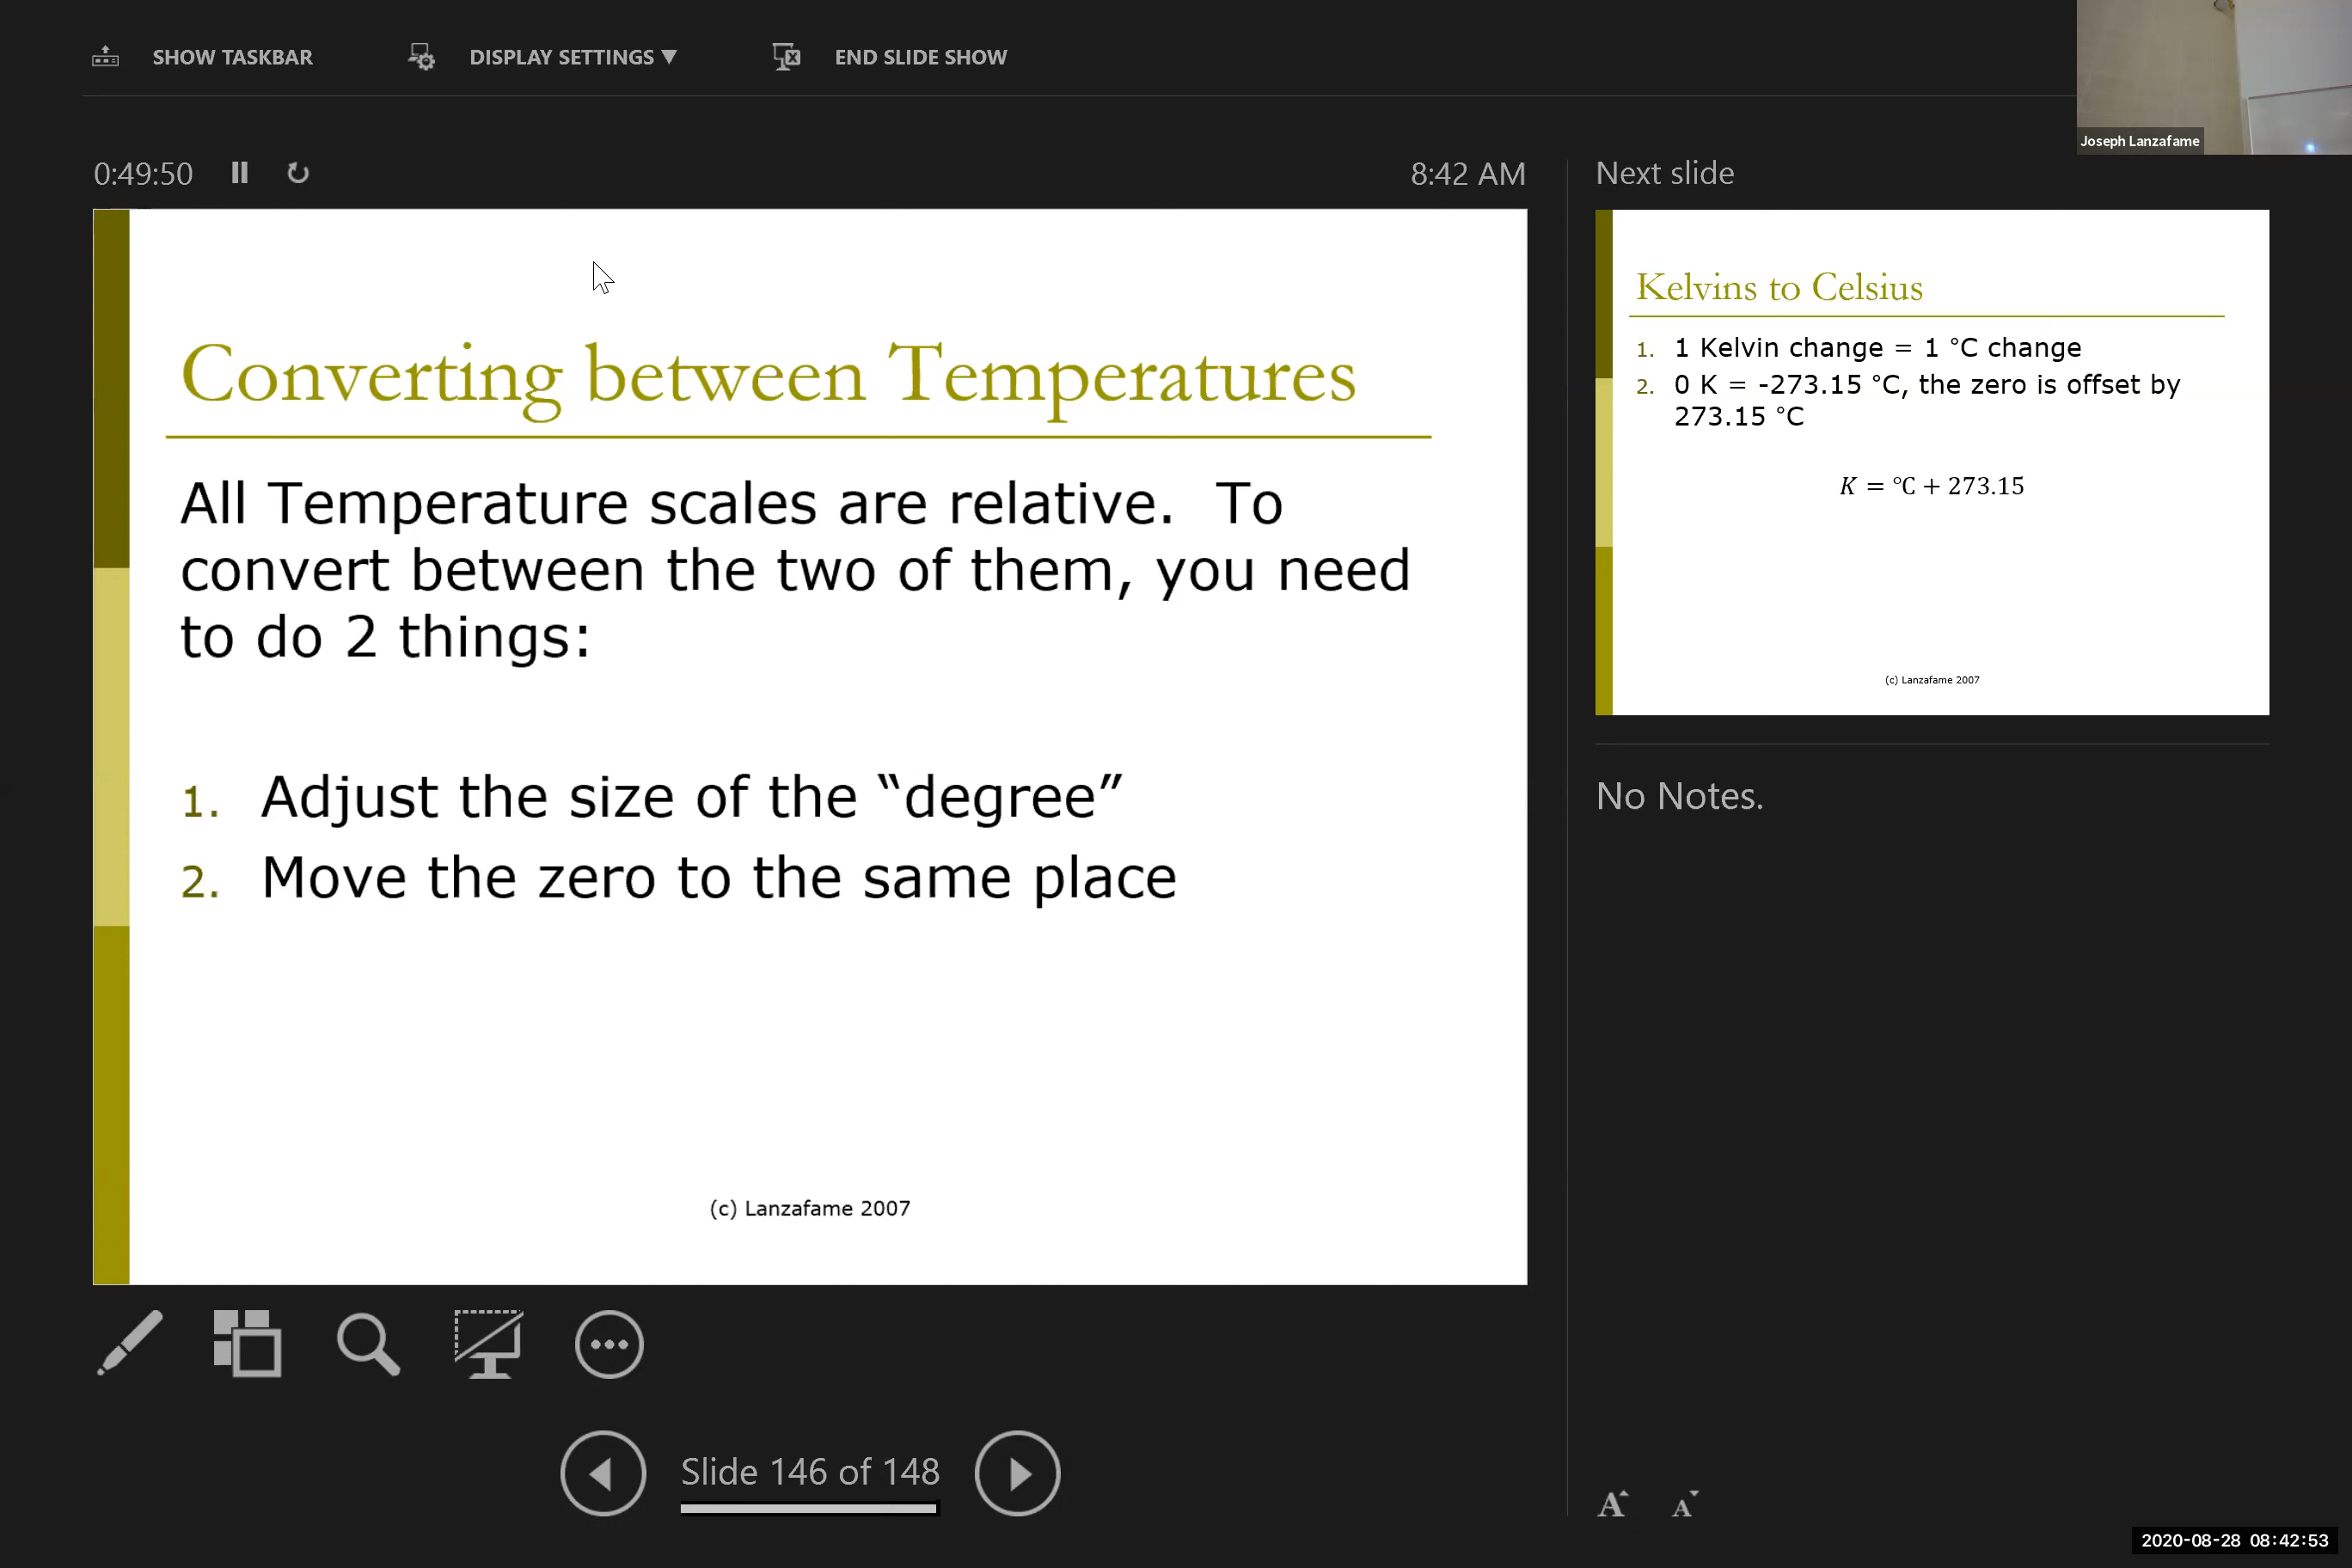 SHOW TASKBAR
DISPLAY SETTINGS ▼
END SLIDE SHOW
Joseph Lanzafame
0:49:50
8:42 AM
Next slide
Converting between Temperatures
All Temperature scales are relative.  To
convert between the two of them, you need
to do 2 things:
1. Adjust the size of the “degree”
2. Move the zero to the same place
(c) Lanzafame 2007
Kelvins to Celsius
1. 1 Kelvin change = 1 °C change
2. 0 K = -273.15 °C, the zero is offset by
273.15 °C
K = °C + 273.15
(c) Lanzafame 2007
No Notes.
Slide 146 of 148
A A
2020-08-28 08:42:53